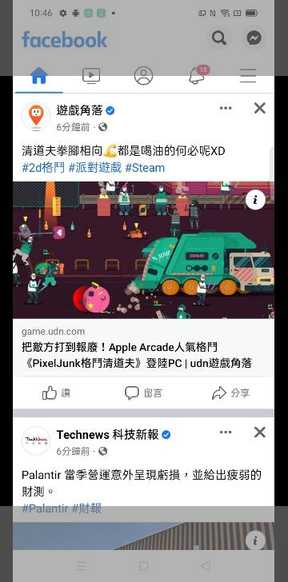 10:46
facebook
18
遊戲角落
6分鐘前
清道夫拳腳相向💪都是喝油的何必呢XD
#2d格鬥 #派對遊戲 #Steam
game.udn.com
把敵方打到報廢！Apple Arcade人氣格鬥
《PixelJunk格鬥清道夫》登陸PC | udn遊戲角落
讚 留言 分享
Technews 科技新報
6分鐘前
Palantir 當季營運意外呈現虧損，並給出疲弱的
財測。
#Palantir #財報